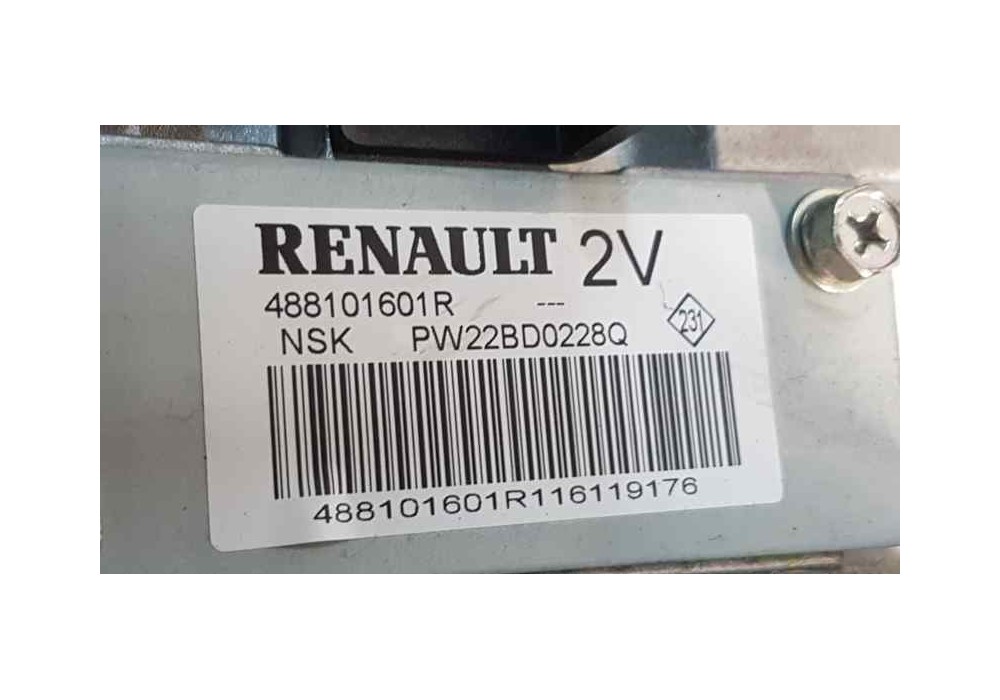 RENAULT 2V
488101601R ---
231
NSK PW22BD0228Q
488101601R116119176